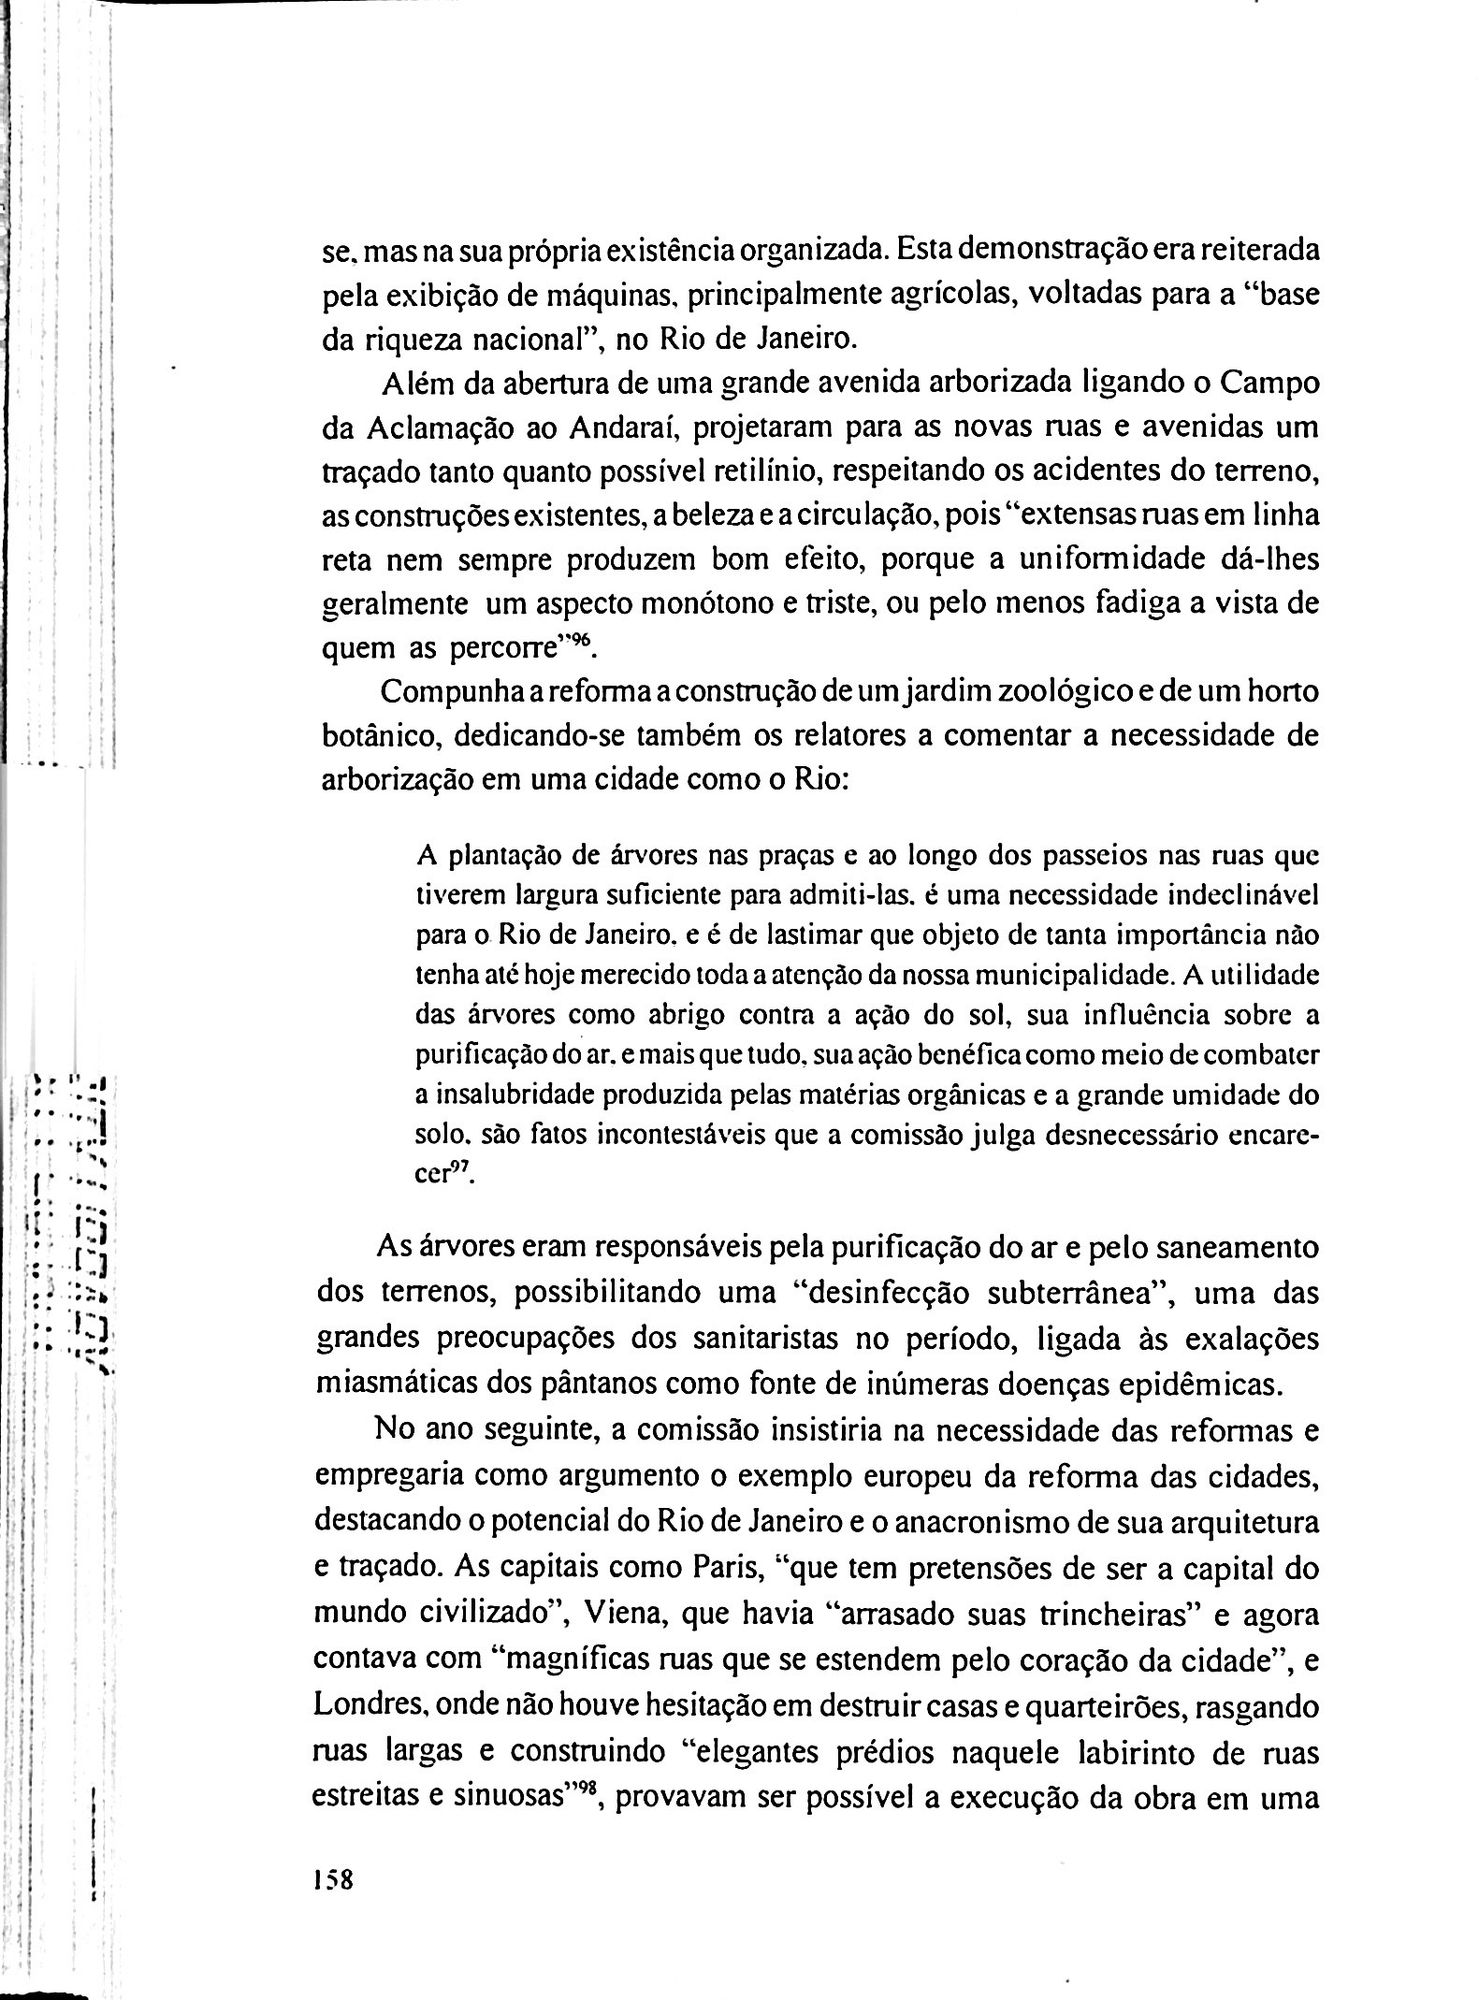 se, mas na sua própria existência organizada. Esta demonstração era reiterada
pela exibição de máquinas, principalmente agrícolas, voltadas para a “base
da riqueza nacional”, no Rio de Janeiro.
Além da abertura de uma grande avenida arborizada ligando o Campo
da Aclamação ao Andaraí, projetaram para as novas ruas e avenidas um
traçado tanto quanto possível retilínio, respeitando os acidentes do terreno,
as construções existentes, a beleza e a circulação, pois “extensas ruas em linha
reta nem sempre produzem bom efeito, porque a uniformidade dá-lhes
geralmente um aspecto monótono e triste, ou pelo menos fadiga a vista de
quem as percorre”⁹⁶.
Compunha a reforma a construção de um jardim zoológico e de um horto
botânico, dedicando-se também os relatores a comentar a necessidade de
arborização em uma cidade como o Rio:
A plantação de árvores nas praças e ao longo dos passeios nas ruas que
tiverem largura suficiente para admiti-las, é uma necessidade indeclinável
para o Rio de Janeiro, e é de lastimar que objeto de tanta importância não
tenha até hoje merecido toda a atenção da nossa municipalidade. A utilidade
das árvores como abrigo contra a ação do sol, sua influência sobre a
purificação do ar, e mais que tudo, sua ação benéfica como meio de combater
a insalubridade produzida pelas matérias orgânicas e a grande umidade do
solo, são fatos incontestáveis que a comissão julga desnecessário encare-
cer⁹⁷.
As árvores eram responsáveis pela purificação do ar e pelo saneamento
dos terrenos, possibilitando uma “desinfecção subterrânea”, uma das
grandes preocupações dos sanitaristas no período, ligada às exalações
miasmáticas dos pântanos como fonte de inúmeras doenças epidêmicas.
No ano seguinte, a comissão insistiria na necessidade das reformas e
empregaria como argumento o exemplo europeu da reforma das cidades,
destacando o potencial do Rio de Janeiro e o anacronismo de sua arquitetura
e traçado. As capitais como Paris, “que tem pretensões de ser a capital do
mundo civilizado”, Viena, que havia “arrasado suas trincheiras” e agora
contava com “magníficas ruas que se estendem pelo coração da cidade”, e
Londres, onde não houve hesitação em destruir casas e quarteirões, rasgando
ruas largas e construindo “elegantes prédios naquele labirinto de ruas
estreitas e sinuosas”⁹⁸, provavam ser possível a execução da obra em uma
158